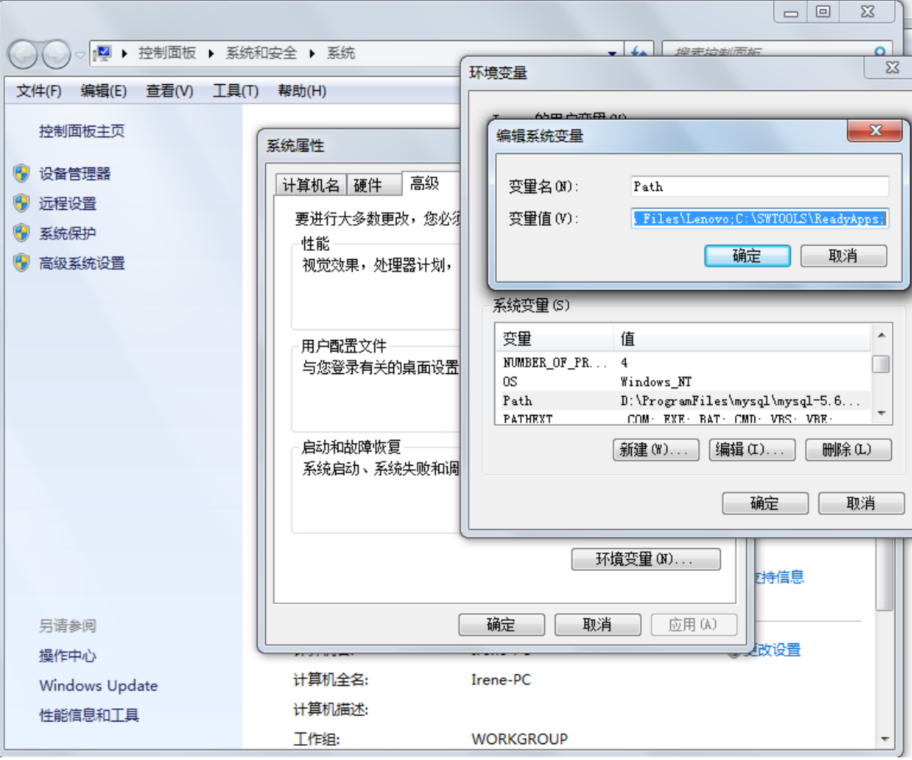 控制面板 ▸ 系统和安全 ▸ 系统
搜索控制面板
文件(F) 编辑(E) 查看(V) 工具(T) 帮助(H)
控制面板主页
设备管理器
远程设置
系统保护
高级系统设置
另请参阅
操作中心
Windows Update
性能信息和工具
系统属性
计算机名 硬件 高级
要进行大多数更改，您必须
性能
视觉效果，处理器计划，
用户配置文件
与您登录有关的桌面设置
启动和故障恢复
系统启动、系统失败和调
环境变量(N)...
确定 取消 应用(A)
环境变量
的用户变量(U)
编辑系统变量
变量名(N): Path
变量值(V): Files\Lenovo;C:\SWTOOLS\ReadyApps;
确定 取消
系统变量(S)
变量 值
NUMBER_OF_PR... 4
OS Windows_NT
Path D:\ProgramFiles\mysql\mysql-5.6...
PATHEXT .COM;.EXE;.BAT;.CMD;.VBS;.VBE;
新建(W)... 编辑(I)... 删除(L)
确定 取消
支持信息
更改设置
计算机全名: Irene-PC
计算机描述:
工作组: WORKGROUP